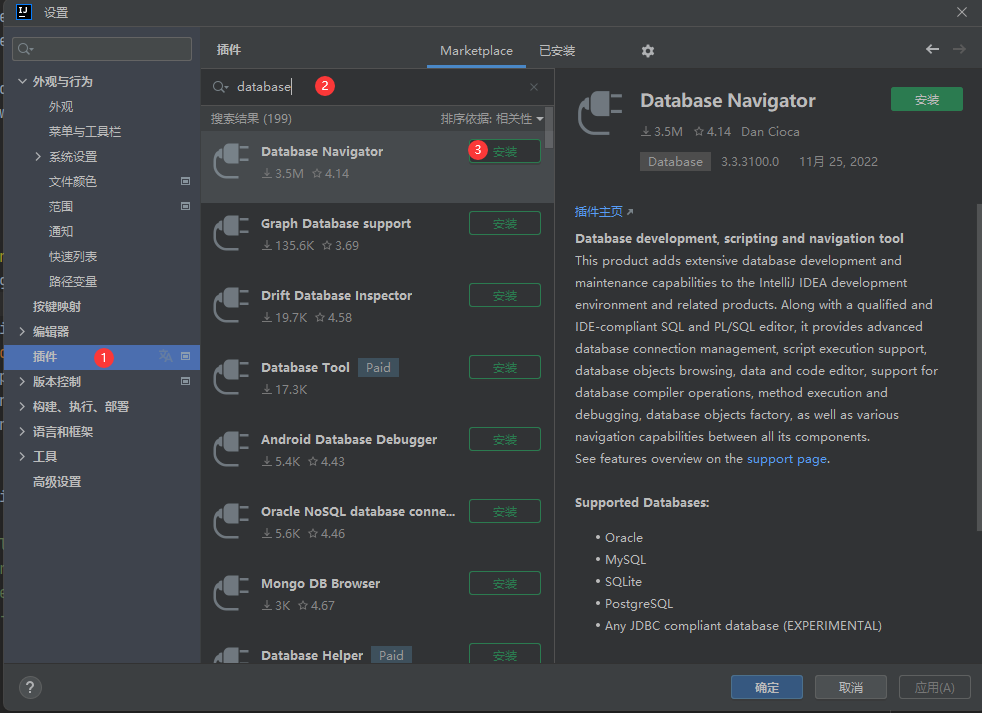 IJ
设置
外观与行为
外观
菜单与工具栏
系统设置
文件颜色
范围
通知
快速列表
路径变量
按键映射
编辑器
插件
1
版本控制
构建、执行、部署
语言和框架
工具
高级设置
插件
Marketplace
已安装
database
2
搜索结果 (199)
排序依据: 相关性
Database Navigator
3
安装
3.5M
4.14
Graph Database support
安装
135.6K
3.69
Drift Database Inspector
安装
19.7K
4.58
Database Tool
Paid
安装
17.3K
Android Database Debugger
安装
5.4K
4.43
Oracle NoSQL database conne...
安装
5.6K
4.46
Mongo DB Browser
安装
3K
4.67
Database Helper
Paid
安装
Database Navigator
安装
3.5M
4.14
Dan Cioca
Database
3.3.3100.0
11月 25, 2022
插件主页
Database development, scripting and navigation tool
This product adds extensive database development and
maintenance capabilities to the IntelliJ IDEA development
environment and related products. Along with a qualified and
IDE-compliant SQL and PL/SQL editor, it provides advanced
database connection management, script execution support,
database objects browsing, data and code editor, support for
database compiler operations, method execution and
debugging, database objects factory, as well as various
navigation capabilities between all its components.
See features overview on the support page.
Supported Databases:
• Oracle
• MySQL
• SQLite
• PostgreSQL
• Any JDBC compliant database (EXPERIMENTAL)
?
确定
取消
应用(A)